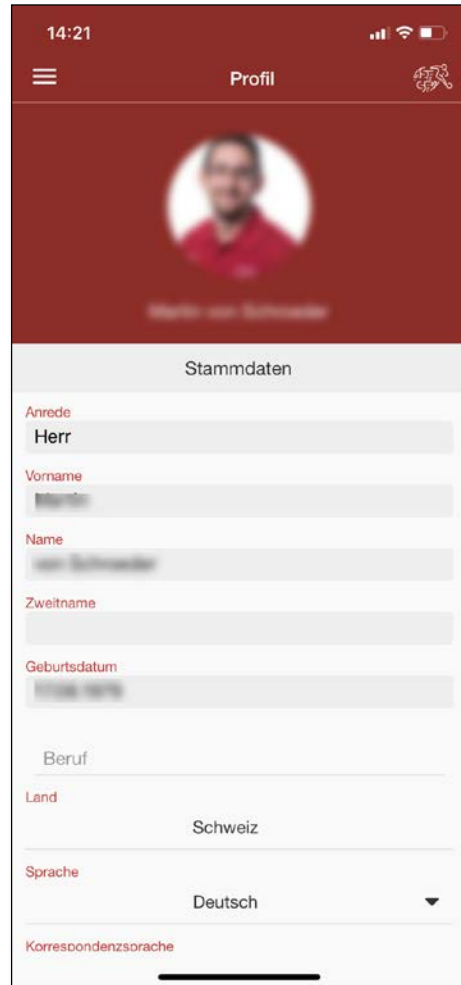 14:21
Profil
Stammdaten
Anrede
Herr
Vorname
Name
Zweitname
Geburtsdatum
Beruf
Land
Schweiz
Sprache
Deutsch
Korrespondenzsprache